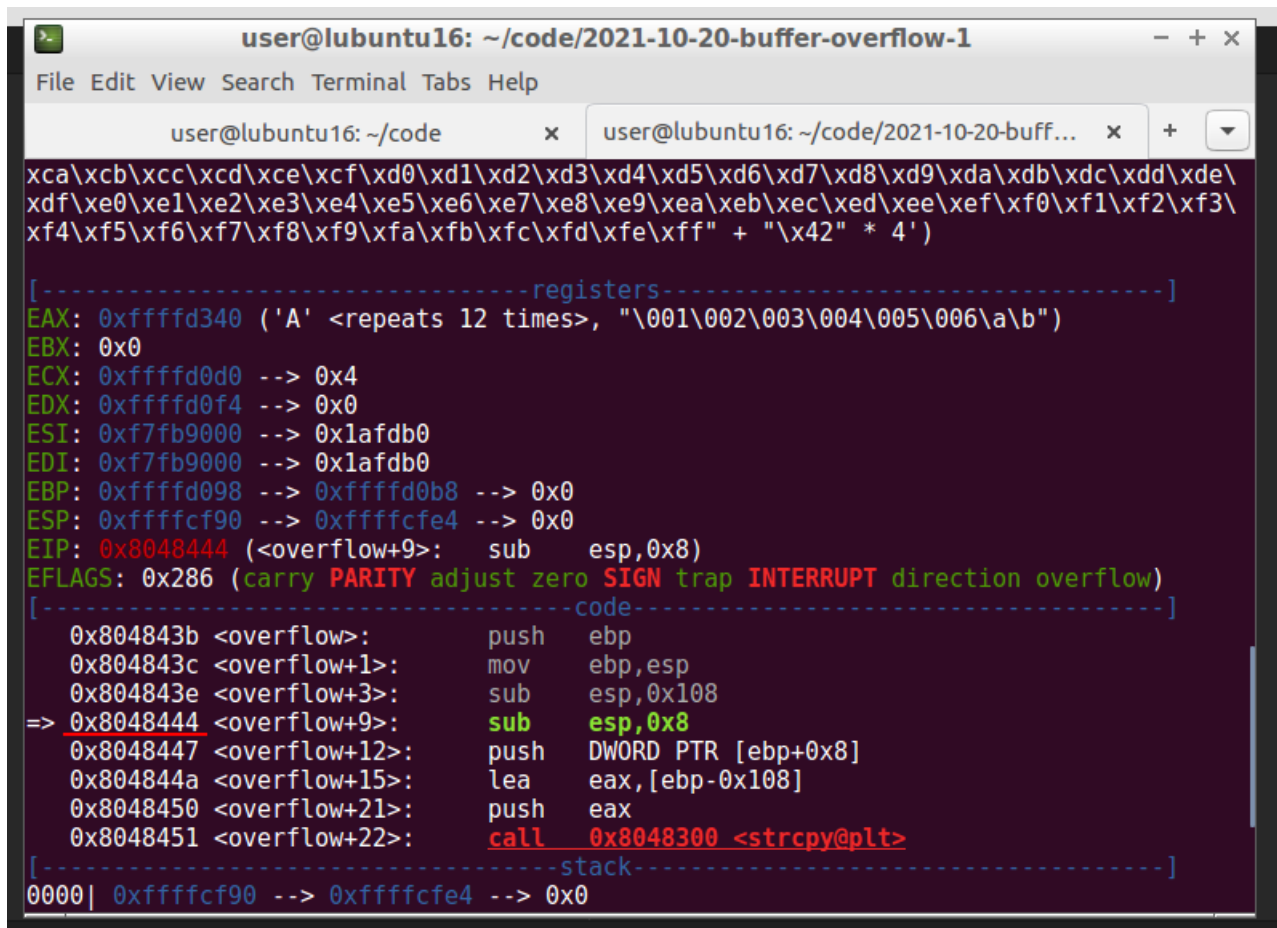 user@lubuntu16: ~/code/2021-10-20-buffer-overflow-1
File Edit View Search Terminal Tabs Help
user@lubuntu16: ~/code × user@lubuntu16: ~/code/2021-10-20-buff… ×
xca\xcb\xcc\xcd\xce\xcf\xd0\xd1\xd2\xd3\xd4\xd5\xd6\xd7\xd8\xd9\xda\xdb\xdc\xdd\xde\
xdf\xe0\xe1\xe2\xe3\xe4\xe5\xe6\xe7\xe8\xe9\xea\xeb\xec\xed\xee\xef\xf0\xf1\xf2\xf3\
xf4\xf5\xf6\xf7\xf8\xf9\xfa\xfb\xfc\xfd\xfe\xff" + "\x42" * 4')
[----------------------------------registers-----------------------------------]
EAX: 0xffffd340 ('A' <repeats 12 times>, "\001\002\003\004\005\006\a\b")
EBX: 0x0
ECX: 0xffffd0d0 --> 0x4
EDX: 0xffffd0f4 --> 0x0
ESI: 0xf7fb9000 --> 0x1afdb0
EDI: 0xf7fb9000 --> 0x1afdb0
EBP: 0xffffd098 --> 0xffffd0b8 --> 0x0
ESP: 0xffffcf90 --> 0xffffcfe4 --> 0x0
EIP: 0x8048444 (<overflow+9>: sub esp,0x8)
EFLAGS: 0x286 (carry PARITY adjust zero SIGN trap INTERRUPT direction overflow)
[-------------------------------------code-------------------------------------]
0x804843b <overflow>: push ebp
0x804843c <overflow+1>: mov ebp,esp
0x804843e <overflow+3>: sub esp,0x108
=> 0x8048444 <overflow+9>: sub esp,0x8
0x8048447 <overflow+12>: push DWORD PTR [ebp+0x8]
0x804844a <overflow+15>: lea eax,[ebp-0x108]
0x8048450 <overflow+21>: push eax
0x8048451 <overflow+22>: call 0x8048300 <strcpy@plt>
[------------------------------------stack-------------------------------------]
0000| 0xffffcf90 --> 0xffffcfe4 --> 0x0